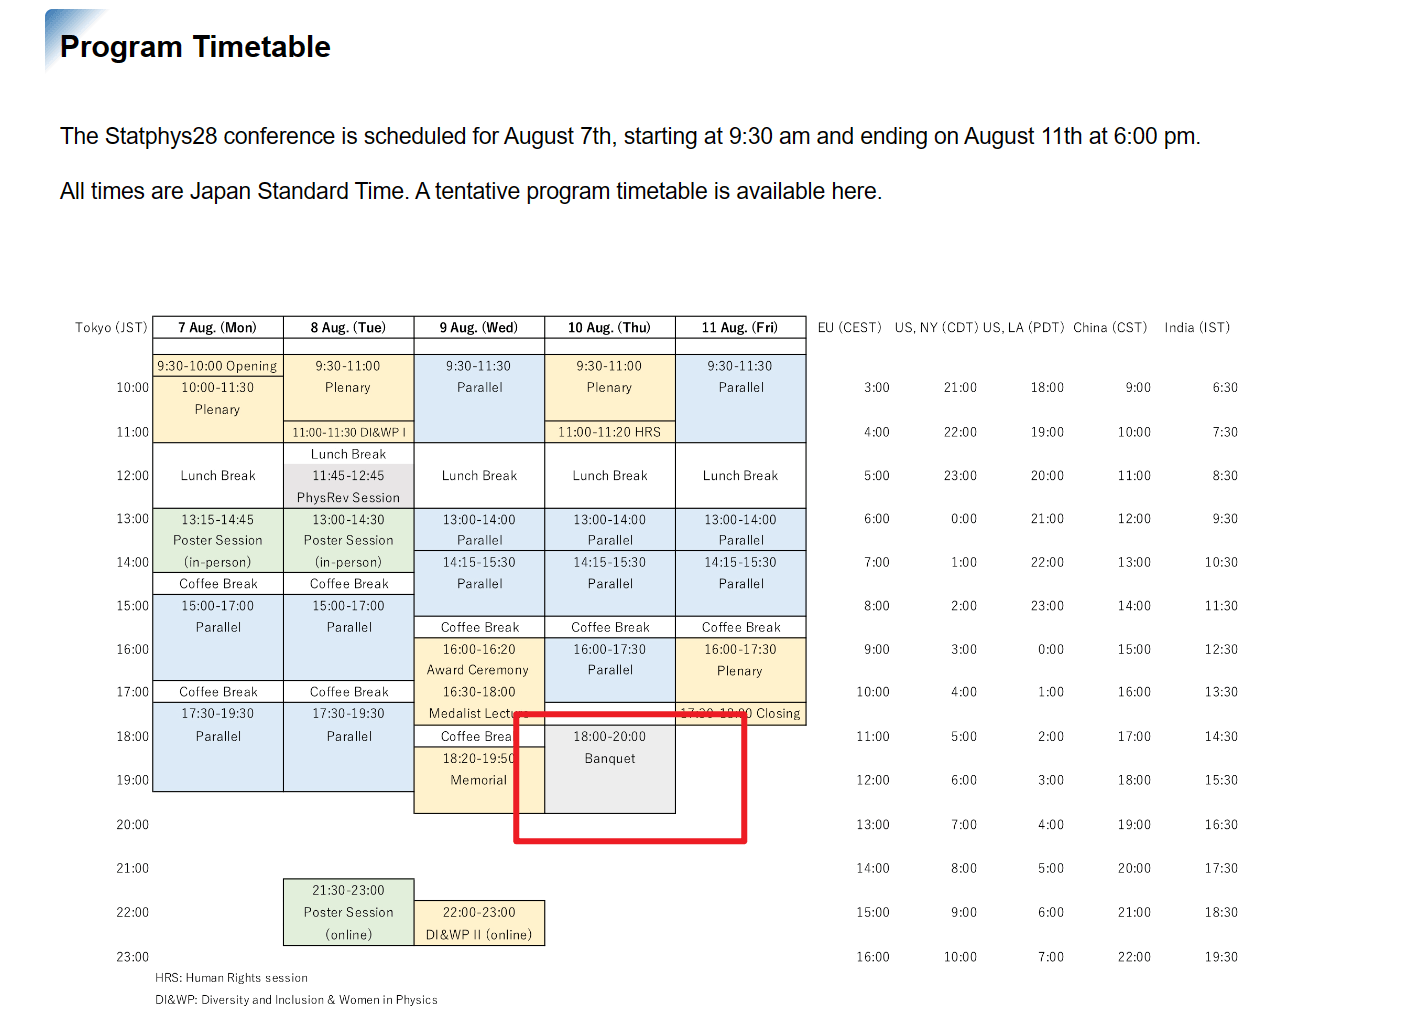 Program Timetable
The Statphys28 conference is scheduled for August 7th, starting at 9:30 am and ending on August 11th at 6:00 pm.
All times are Japan Standard Time. A tentative program timetable is available here.
Tokyo (JST) 7 Aug. (Mon) 8 Aug. (Tue) 9 Aug. (Wed) 10 Aug. (Thu) 11 Aug. (Fri) EU (CEST) US, NY (CDT) US, LA (PDT) China (CST) India (IST)
9:30-10:00 Opening 9:30-11:00 9:30-11:30 9:30-11:00 9:30-11:30
10:00 10:00-11:30 Plenary Parallel Plenary Parallel 3:00 21:00 18:00 9:00 6:30
Plenary
11:00 11:00-11:30 DI&WP I 11:00-11:20 HRS 4:00 22:00 19:00 10:00 7:30
Lunch Break
12:00 Lunch Break 11:45-12:45 Lunch Break Lunch Break Lunch Break 5:00 23:00 20:00 11:00 8:30
PhysRev Session
13:00 13:15-14:45 13:00-14:30 13:00-14:00 13:00-14:00 13:00-14:00 6:00 0:00 21:00 12:00 9:30
Poster Session Poster Session Parallel Parallel Parallel
14:00 (in-person) (in-person) 14:15-15:30 14:15-15:30 14:15-15:30 7:00 1:00 22:00 13:00 10:30
Coffee Break Coffee Break Parallel Parallel Parallel
15:00 15:00-17:00 15:00-17:00 8:00 2:00 23:00 14:00 11:30
Parallel Parallel Coffee Break Coffee Break Coffee Break
16:00 16:00-16:20 16:00-17:30 16:00-17:30 9:00 3:00 0:00 15:00 12:30
Award Ceremony Parallel Plenary
17:00 Coffee Break Coffee Break 16:30-18:00 10:00 4:00 1:00 16:00 13:30
17:30-19:30 17:30-19:30 Medalist Lecture 17:30-18:00 Closing
18:00 Parallel Parallel Coffee Break 18:00-20:00 11:00 5:00 2:00 17:00 14:30
18:20-19:50 Banquet
19:00 Memorial 12:00 6:00 3:00 18:00 15:30
20:00 13:00 7:00 4:00 19:00 16:30
21:00 14:00 8:00 5:00 20:00 17:30
21:30-23:00
22:00 Poster Session 22:00-23:00 15:00 9:00 6:00 21:00 18:30
(online) DI&WP II (online)
23:00 16:00 10:00 7:00 22:00 19:30
HRS: Human Rights session
DI&WP: Diversity and Inclusion & Women in Physics